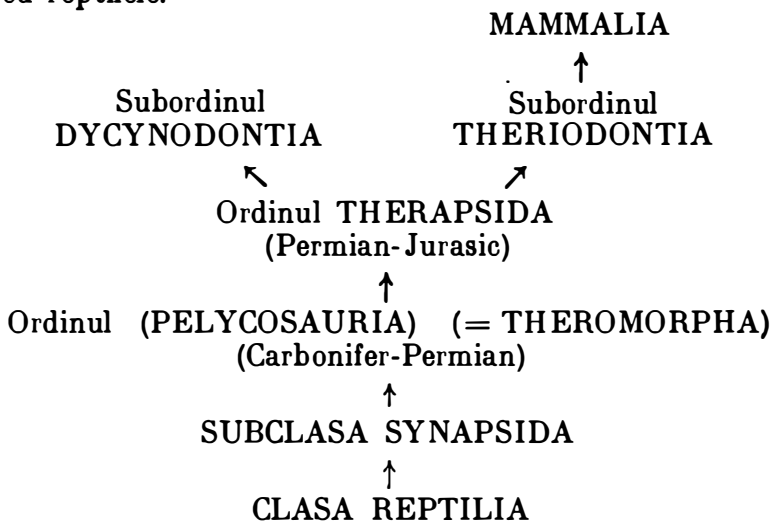 MAMMALIA
Subordinul Subordinul
DYCYNODONTIA THERIODONTIA
Ordinul THERAPSIDA
(Permian-Jurasic)
Ordinul (PELYCOSAURIA) (= THEROMORPHA)
(Carbonifer-Permian)
SUBCLASA SYNAPSIDA
CLASA REPTILIA